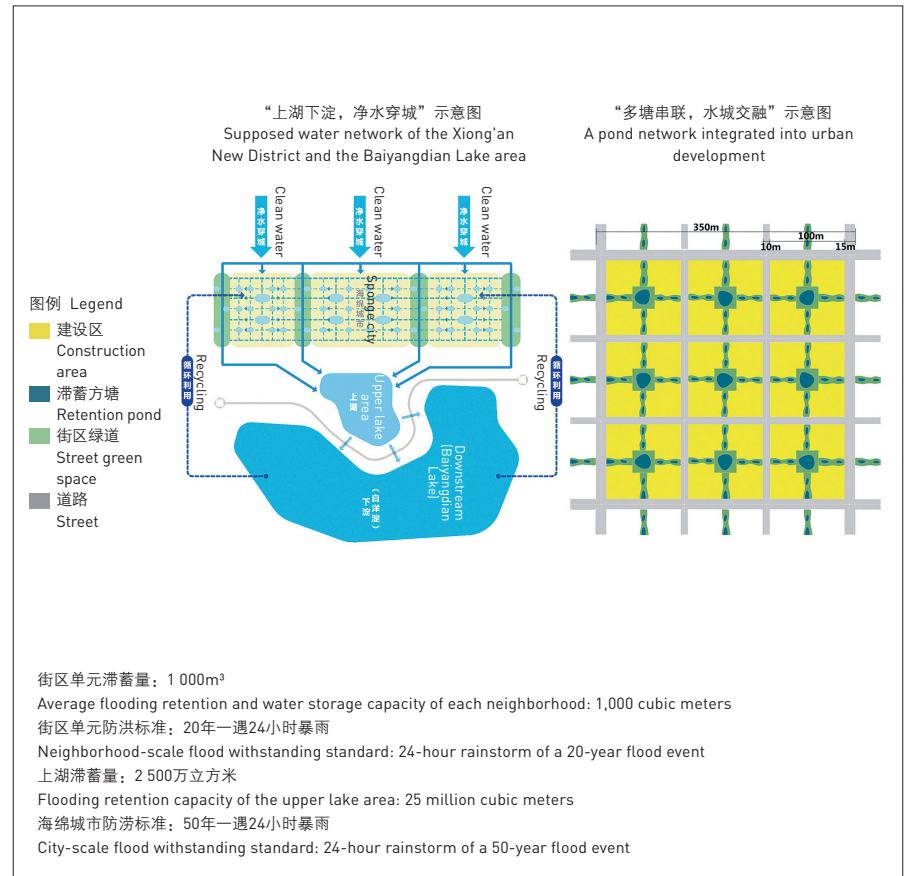 “上湖下淀，净水穿城”示意图
Supposed water network of the Xiong'an
New District and the Baiyangdian Lake area
“多塘串联，水城交融”示意图
A pond network integrated into urban
development
Clean water
净水穿城
Clean water
净水穿城
Clean water
净水穿城
350m
100m
10m
15m
Sponge city
海绵城市
图例 Legend
建设区
Construction
area
滞蓄方塘
Retention pond
街区绿道
Street green
space
道路
Street
Recycling
循环利用
Upper lake
area
上湖
循环利用
Recycling
Downstream
(Baiyangdian
Lake)
下淀
(白洋淀)
街区单元滞蓄量：1 000m³
Average flooding retention and water storage capacity of each neighborhood: 1,000 cubic meters
街区单元防洪标准：20年一遇24小时暴雨
Neighborhood-scale flood withstanding standard: 24-hour rainstorm of a 20-year flood event
上湖滞蓄量：2 500万立方米
Flooding retention capacity of the upper lake area: 25 million cubic meters
海绵城市防涝标准：50年一遇24小时暴雨
City-scale flood withstanding standard: 24-hour rainstorm of a 50-year flood event